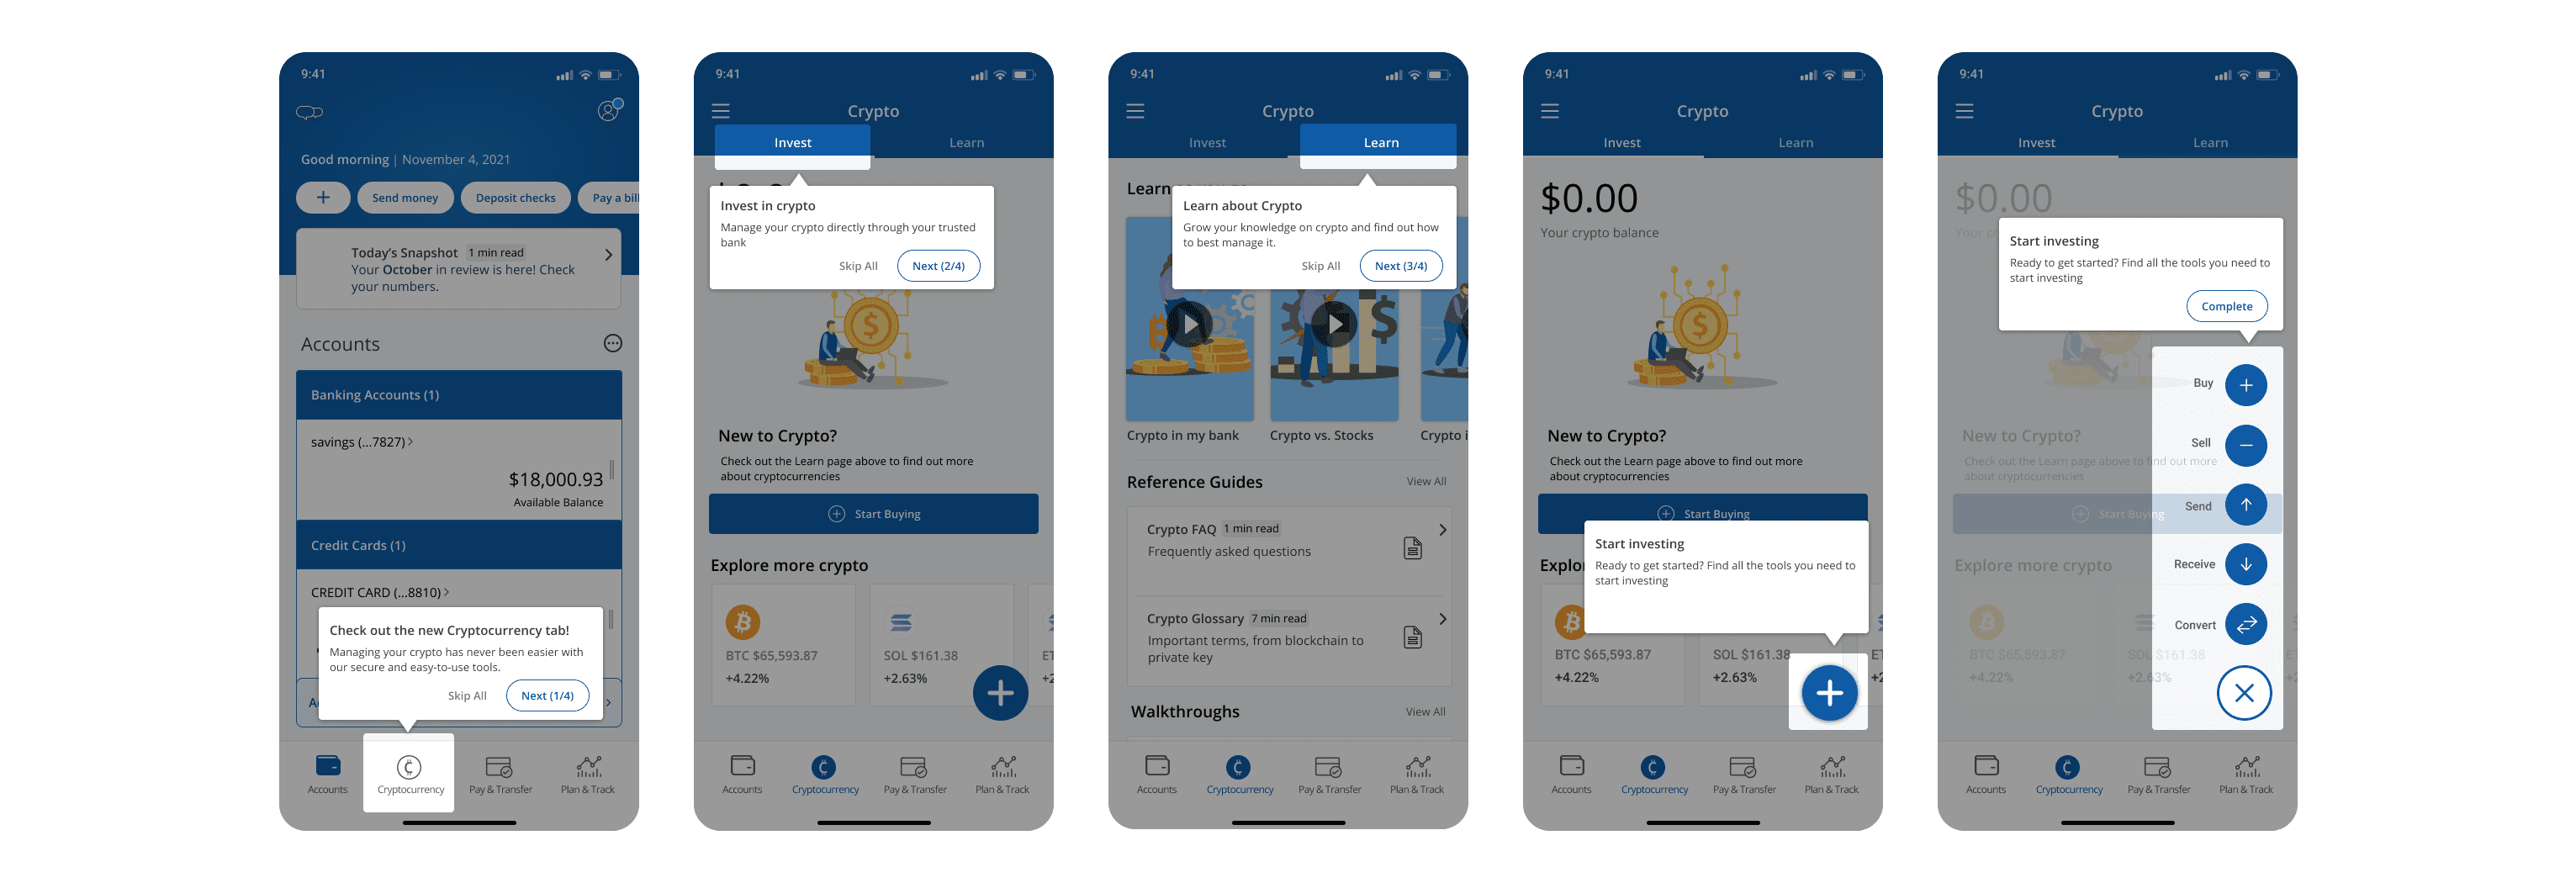 9:41
Good morning | November 4, 2021
Send money
Deposit checks
Pay a bill
Today's Snapshot 1 min read
Your October in review is here! Check
your numbers.
Accounts
Banking Accounts (1)
savings (...7827)
$18,000.93
Available Balance
Credit Cards (1)
CREDIT CARD (...8810)
Check out the new Cryptocurrency tab!
Managing your crypto has never been easier with
our secure and easy-to-use tools.
Skip All
Next (1/4)
Accounts
Cryptocurrency
Pay & Transfer
Plan & Track
9:41
Crypto
Invest
Learn
Invest in crypto
Manage your crypto directly through your trusted
bank
Skip All
Next (2/4)
New to Crypto?
Check out the Learn page above to find out more
about cryptocurrencies
Start Buying
Explore more crypto
BTC $65,593.87
+4.22%
SOL $161.38
+2.63%
+2
Accounts
Cryptocurrency
Pay & Transfer
Plan & Track
9:41
Crypto
Invest
Learn
Learn
Learn about Crypto
Grow your knowledge on crypto and find out how
to best manage it.
Skip All
Next (3/4)
Crypto in my bank
Crypto vs. Stocks
Crypto i
Reference Guides
View All
Crypto FAQ 1 min read
Frequently asked questions
Crypto Glossary 7 min read
Important terms, from blockchain to
private key
Walkthroughs
View All
Accounts
Cryptocurrency
Pay & Transfer
Plan & Track
9:41
Crypto
Invest
Learn
$0.00
Your crypto balance
New to Crypto?
Check out the Learn page above to find out more
about cryptocurrencies
Start Buying
Start investing
Ready to get started? Find all the tools you need to
start investing
Explo
BTC $65,593.87
+4.22%
SOL $161.38
+2.63%
+2
Accounts
Cryptocurrency
Pay & Transfer
Plan & Track
9:41
Crypto
Invest
Learn
$0.00
Start investing
Ready to get started? Find all the tools you need to
start investing
Complete
Buy
Sell
Send
Receive
Convert
New to Crypto?
Check out the Learn page above to find out more
about cryptocurrencies
Start Buying
Explore more crypto
BTC $65,593.87
+4.22%
SOL $161.38
+2.63%
Accounts
Cryptocurrency
Pay & Transfer
Plan & Track